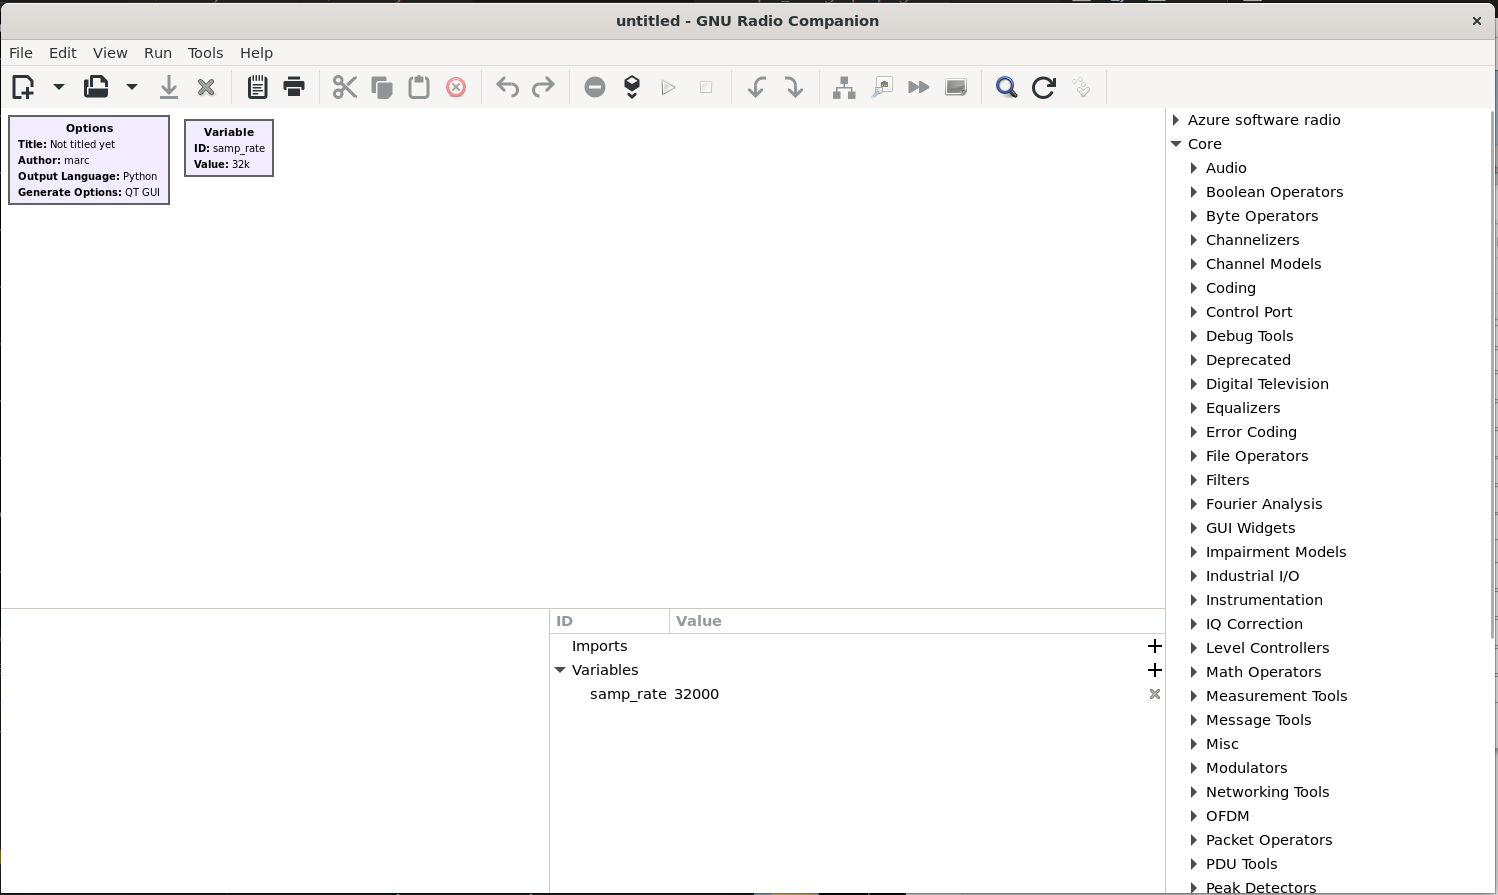 untitled - GNU Radio Companion
File Edit View Run Tools Help
Options
Title: Not titled yet
Author: marc
Output Language: Python
Generate Options: QT GUI
Variable
ID: samp_rate
Value: 32k
ID Value
Imports
Variables
samp_rate 32000
Azure software radio
Core
Audio
Boolean Operators
Byte Operators
Channelizers
Channel Models
Coding
Control Port
Debug Tools
Deprecated
Digital Television
Equalizers
Error Coding
File Operators
Filters
Fourier Analysis
GUI Widgets
Impairment Models
Industrial I/O
Instrumentation
IQ Correction
Level Controllers
Math Operators
Measurement Tools
Message Tools
Misc
Modulators
Networking Tools
OFDM
Packet Operators
PDU Tools
Peak Detectors